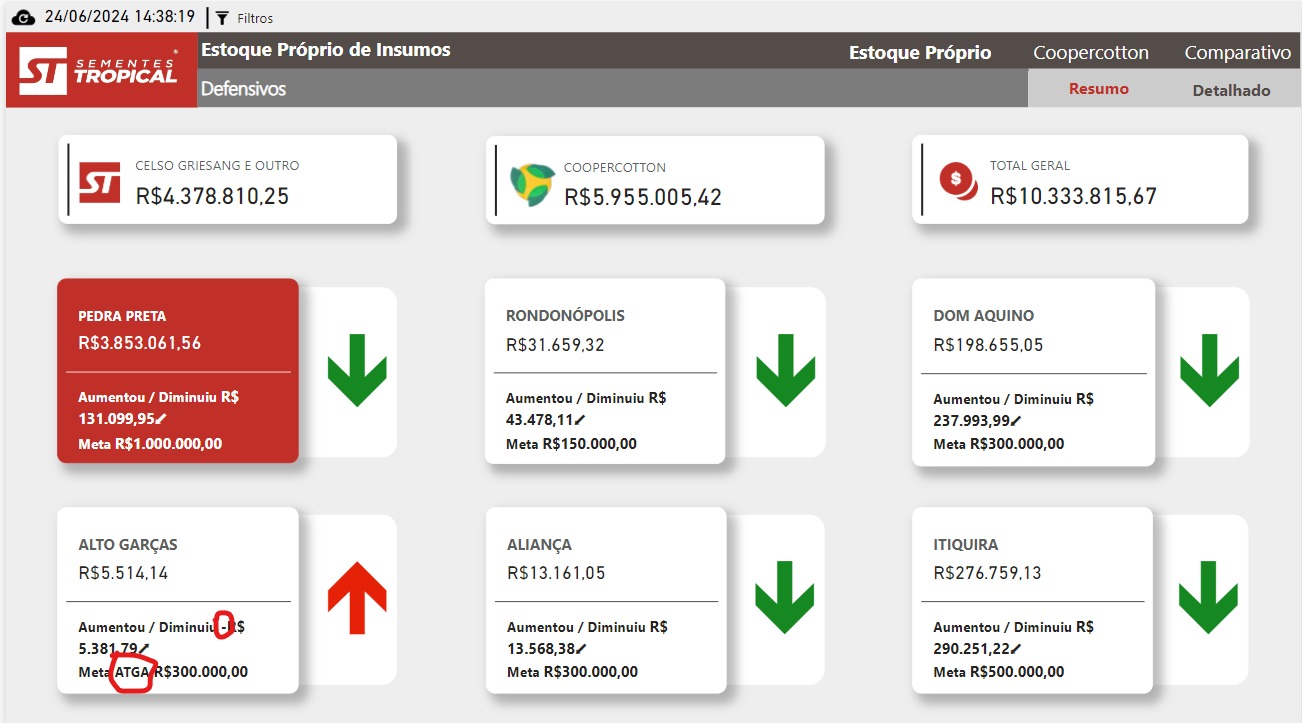 24/06/2024 14:38:19 Filtros
ST SEMENTES TROPICAL®
Estoque Próprio de Insumos
Estoque Próprio Coopercotton Comparativo
Defensivos
Resumo Detalhado
ST CELSO GRIESANG E OUTRO
R$4.378.810,25
COOPERCOTTON
R$5.955.005,42
$ TOTAL GERAL
R$10.333.815,67
PEDRA PRETA
R$3.853.061,56
Aumentou / Diminuiu R$
131.099,95
Meta R$1.000.000,00
RONDONÓPOLIS
R$31.659,32
Aumentou / Diminuiu R$
43.478,11
Meta R$150.000,00
DOM AQUINO
R$198.655,05
Aumentou / Diminuiu R$
237.993,99
Meta R$300.000,00
ALTO GARÇAS
R$5.514,14
Aumentou / Diminuiu -R$
5.381,79
Meta ATGA R$300.000,00
ALIANÇA
R$13.161,05
Aumentou / Diminuiu R$
13.568,38
Meta R$300.000,00
ITIQUIRA
R$276.759,13
Aumentou / Diminuiu R$
290.251,22
Meta R$500.000,00